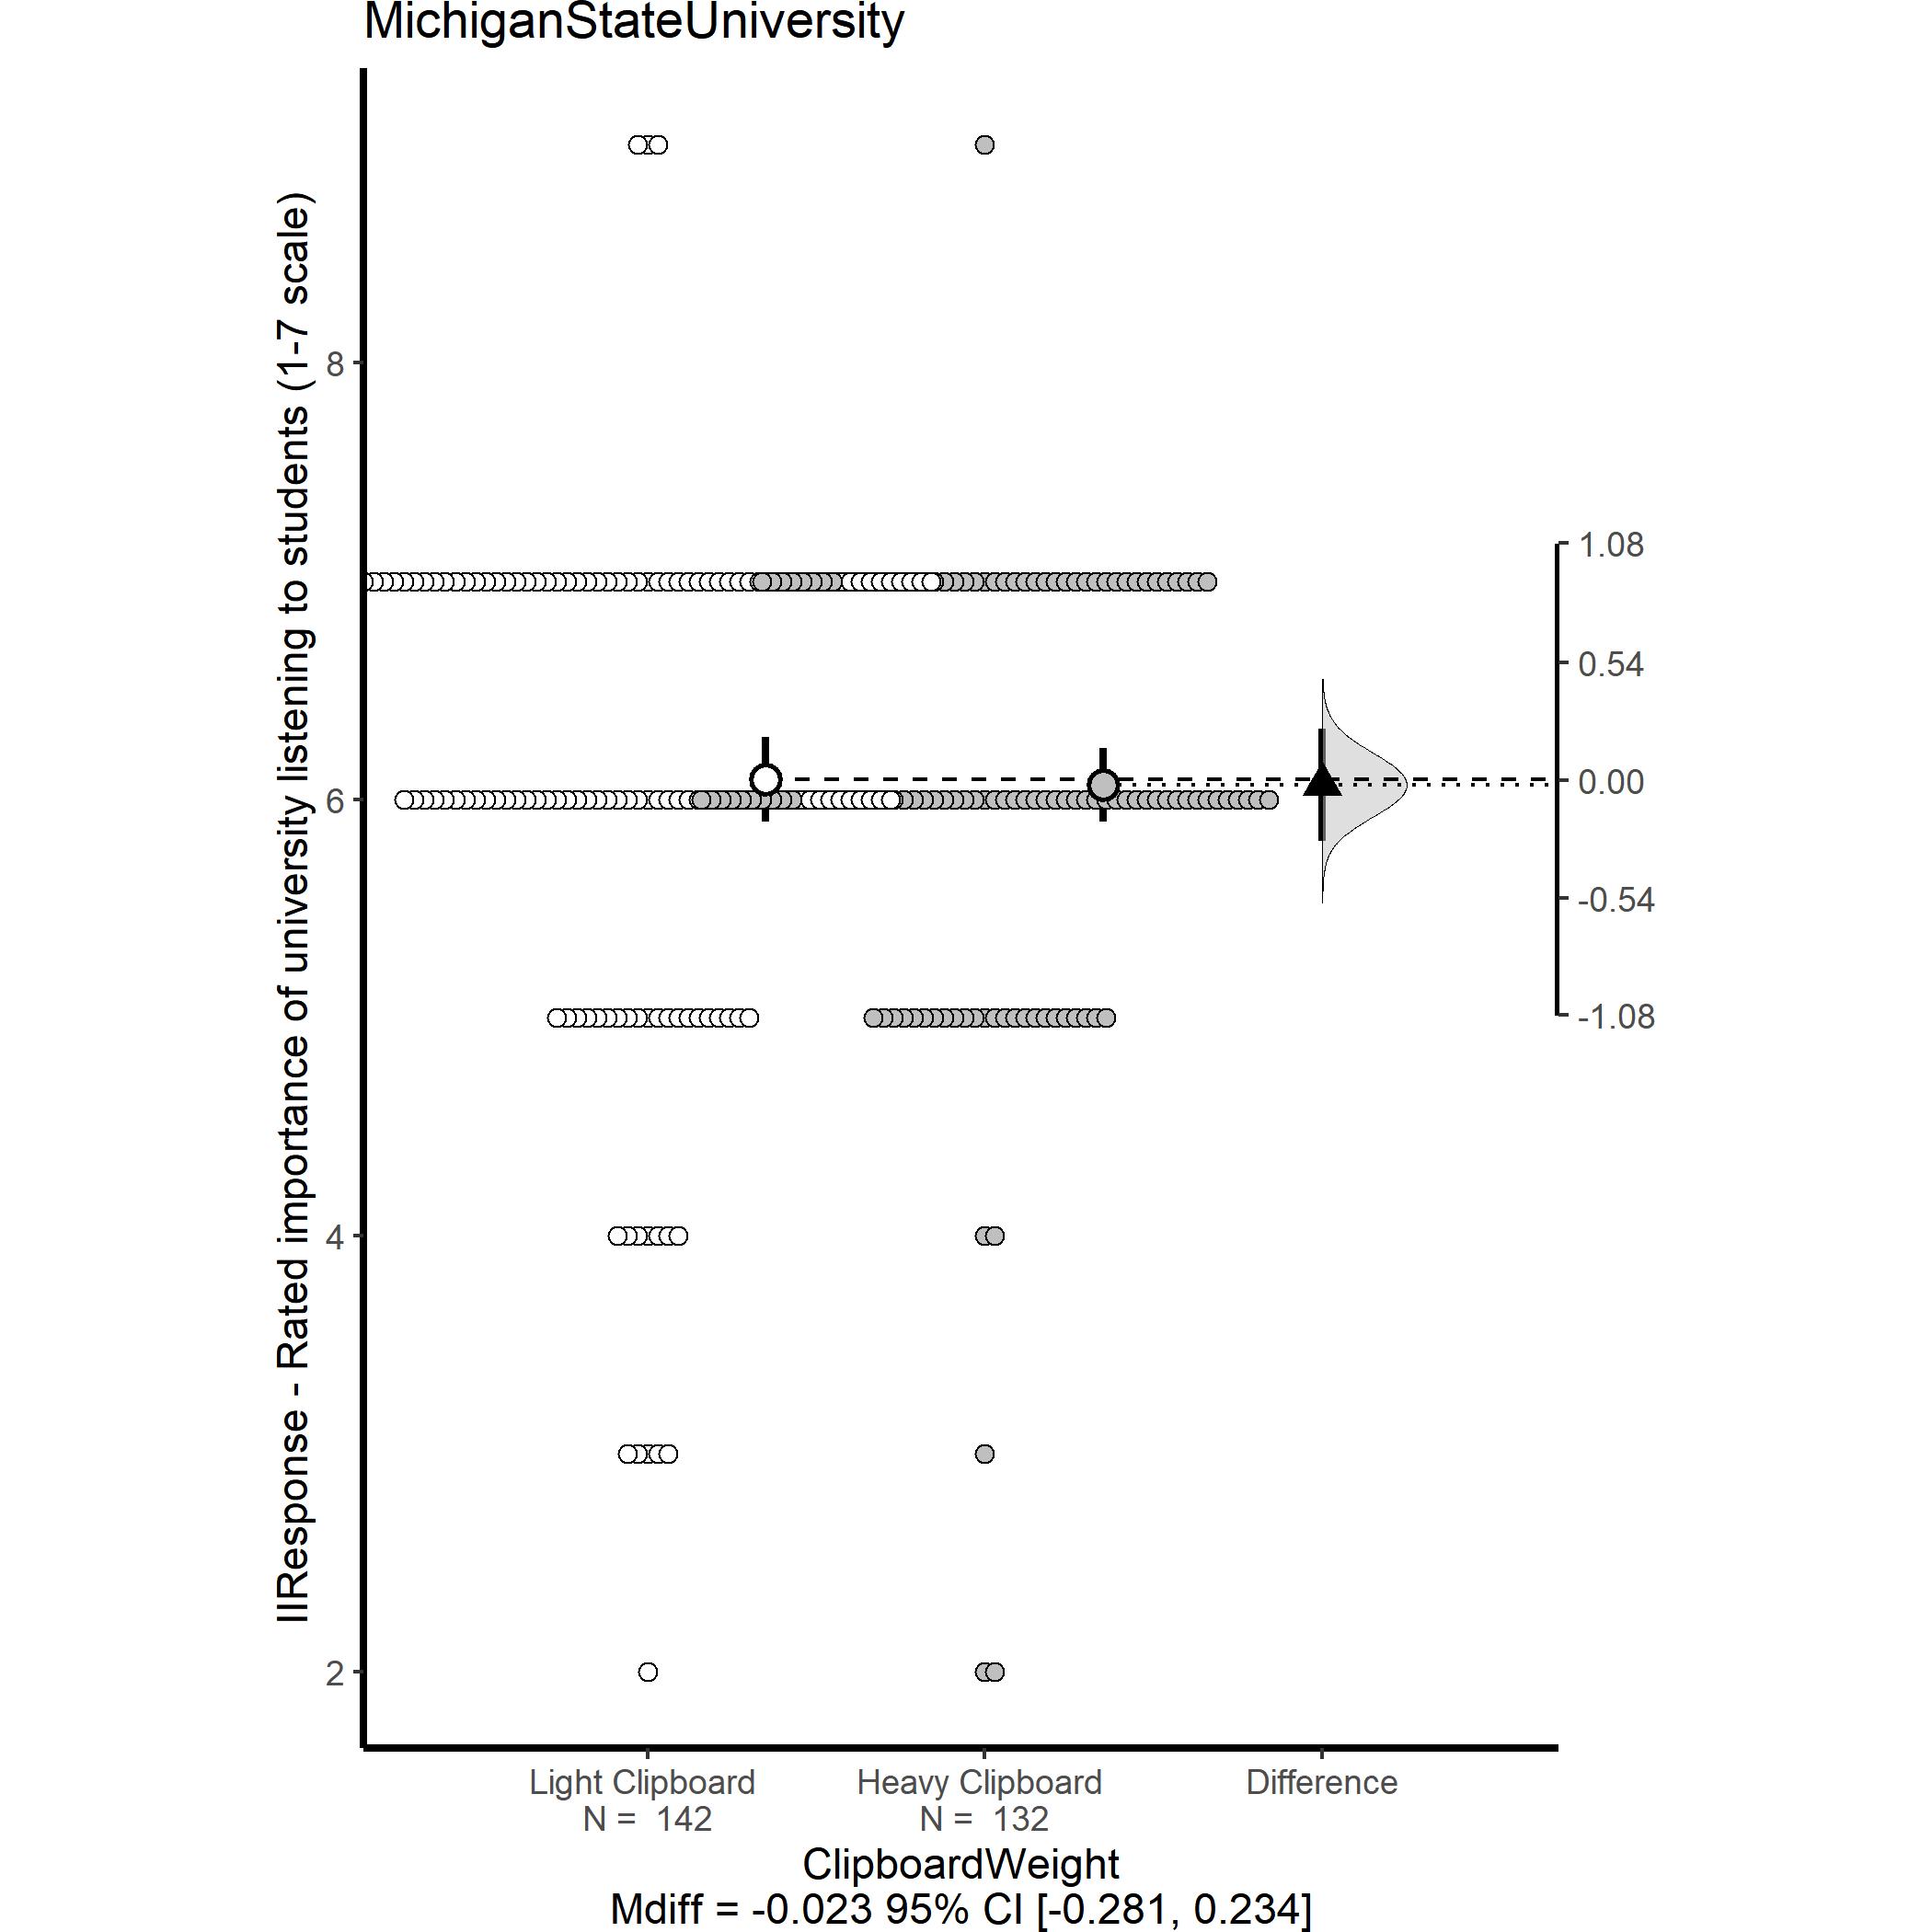 MichiganStateUniversity
IIResponse - Rated importance of university listening to students (1-7 scale)
8
6
4
2
1.08
0.54
0.00
-0.54
-1.08
Light Clipboard
N = 142
Heavy Clipboard
N = 132
Difference
ClipboardWeight
Mdiff = -0.023 95% CI [-0.281, 0.234]